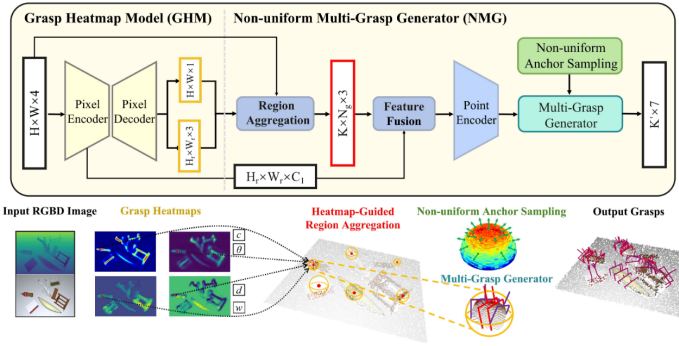 Grasp Heatmap Model (GHM)
Non-uniform Multi-Grasp Generator (NMG)
H×W×4
Pixel
Encoder
Pixel
Decoder
H×W×1
Hr×Wr×3
Region
Aggregation
Feature
Fusion
Point
Encoder
Non-uniform
Anchor Sampling
Multi-Grasp
Generator
K'×7
Hr×Wr×C1
Input RGBD Image
Grasp Heatmaps
Heatmap-Guided
Region Aggregation
Non-uniform Anchor Sampling
Multi-Grasp Generator
Output Grasps
c
θ
d
w